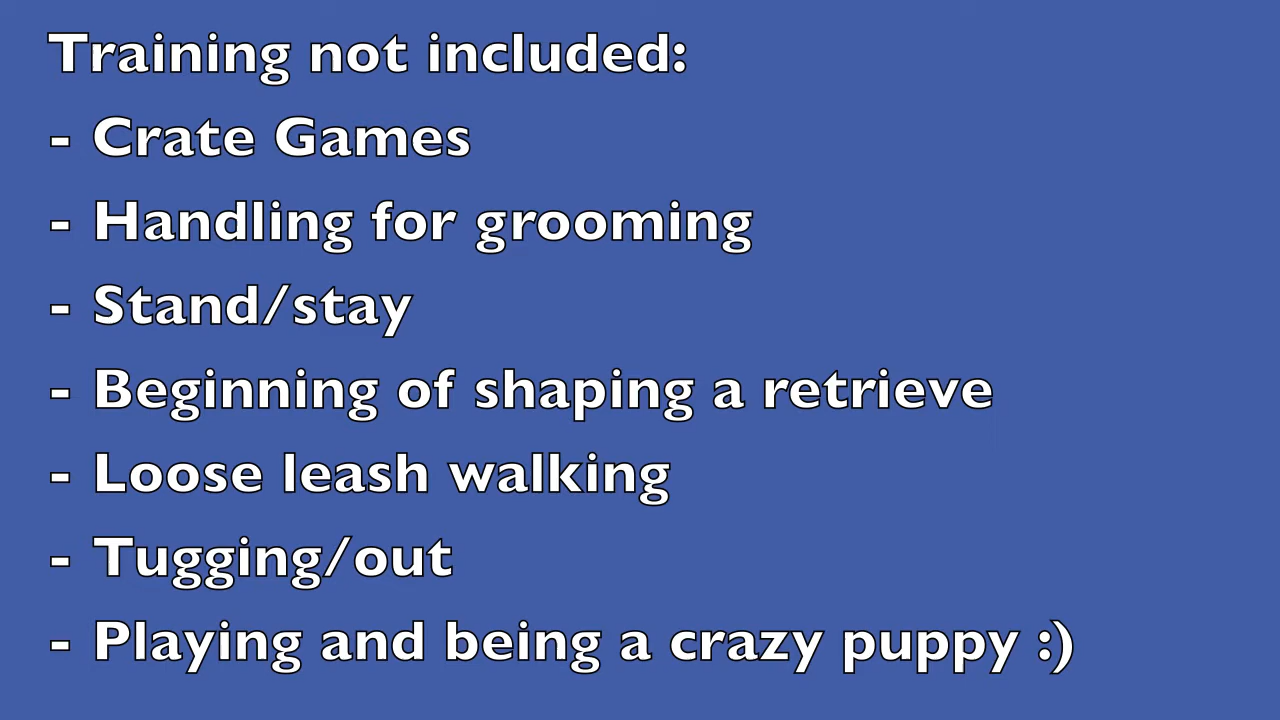 Training not included:
- Crate Games
- Handling for grooming
- Stand/stay
- Beginning of shaping a retrieve
- Loose leash walking
- Tugging/out
- Playing and being a crazy puppy :)